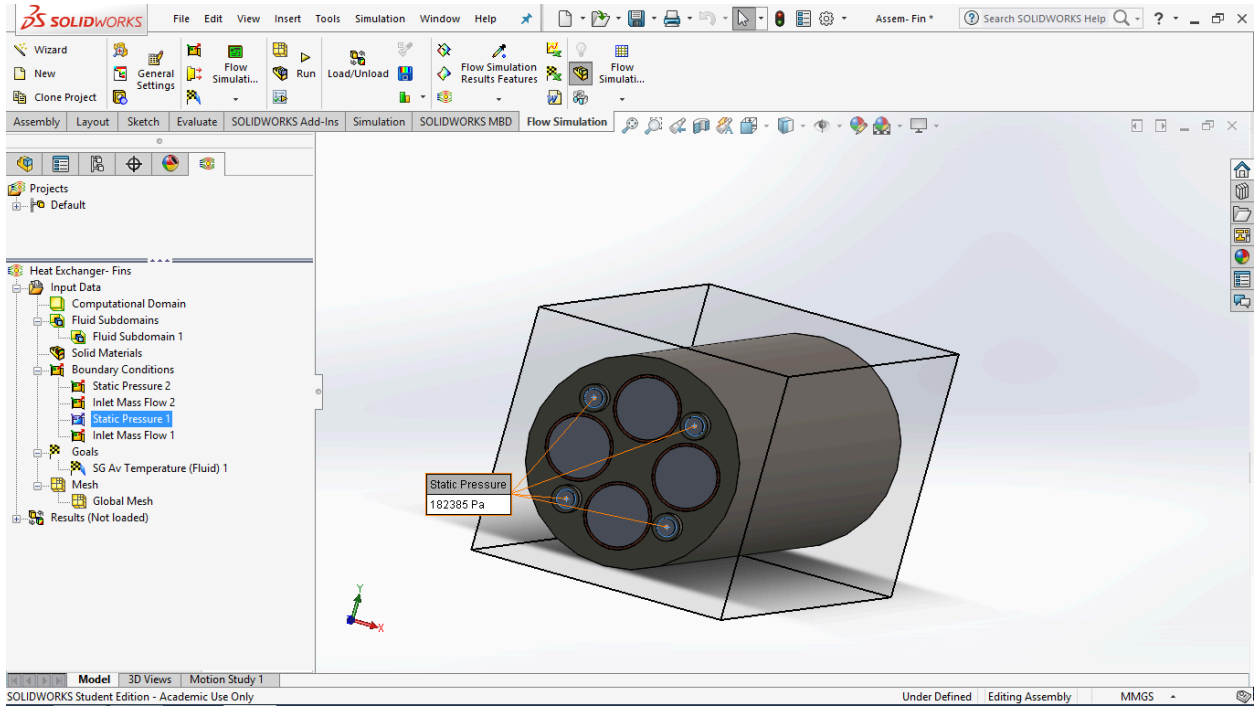 SOLIDWORKS File Edit View Insert Tools Simulation Window Help Assem- Fin * Search SOLIDWORKS Help ?
Wizard
New
Clone Project
General Settings
Flow Simulati...
Run
Load/Unload
Flow Simulation Results Features
Flow Simulati...
Assembly Layout Sketch Evaluate SOLIDWORKS Add-Ins Simulation SOLIDWORKS MBD Flow Simulation
Projects
Default
Heat Exchanger- Fins
Input Data
Computational Domain
Fluid Subdomains
Fluid Subdomain 1
Solid Materials
Boundary Conditions
Static Pressure 2
Inlet Mass Flow 2
Static Pressure 1
Inlet Mass Flow 1
Goals
SG Av Temperature (Fluid) 1
Mesh
Global Mesh
Results (Not loaded)
Static Pressure
182385 Pa
Y
X
Model 3D Views Motion Study 1
SOLIDWORKS Student Edition - Academic Use Only Under Defined Editing Assembly MMGS